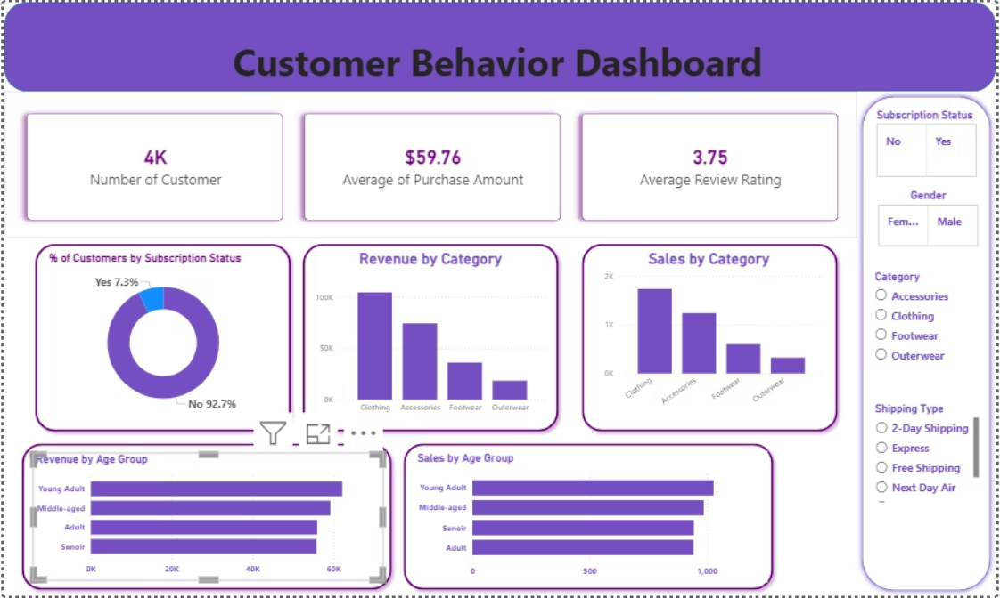 Customer Behavior Dashboard
4K
Number of Customer
$59.76
Average of Purchase Amount
3.75
Average Review Rating
Subscription Status
No Yes
Gender
Fem... Male
Category
Accessories
Clothing
Footwear
Outerwear
Shipping Type
2-Day Shipping
Express
Free Shipping
Next Day Air
% of Customers by Subscription Status
Yes 7.3%
No 92.7%
Revenue by Category
100K
50K
0K
Clothing Accessories Footwear Outerwear
Sales by Category
2K
1K
0K
Clothing Accessories Footwear Outerwear
Revenue by Age Group
Young Adult
Middle-aged
Adult
Senoir
0K 20K 40K 60K
Sales by Age Group
Young Adult
Middle-aged
Senoir
Adult
0 500 1,000